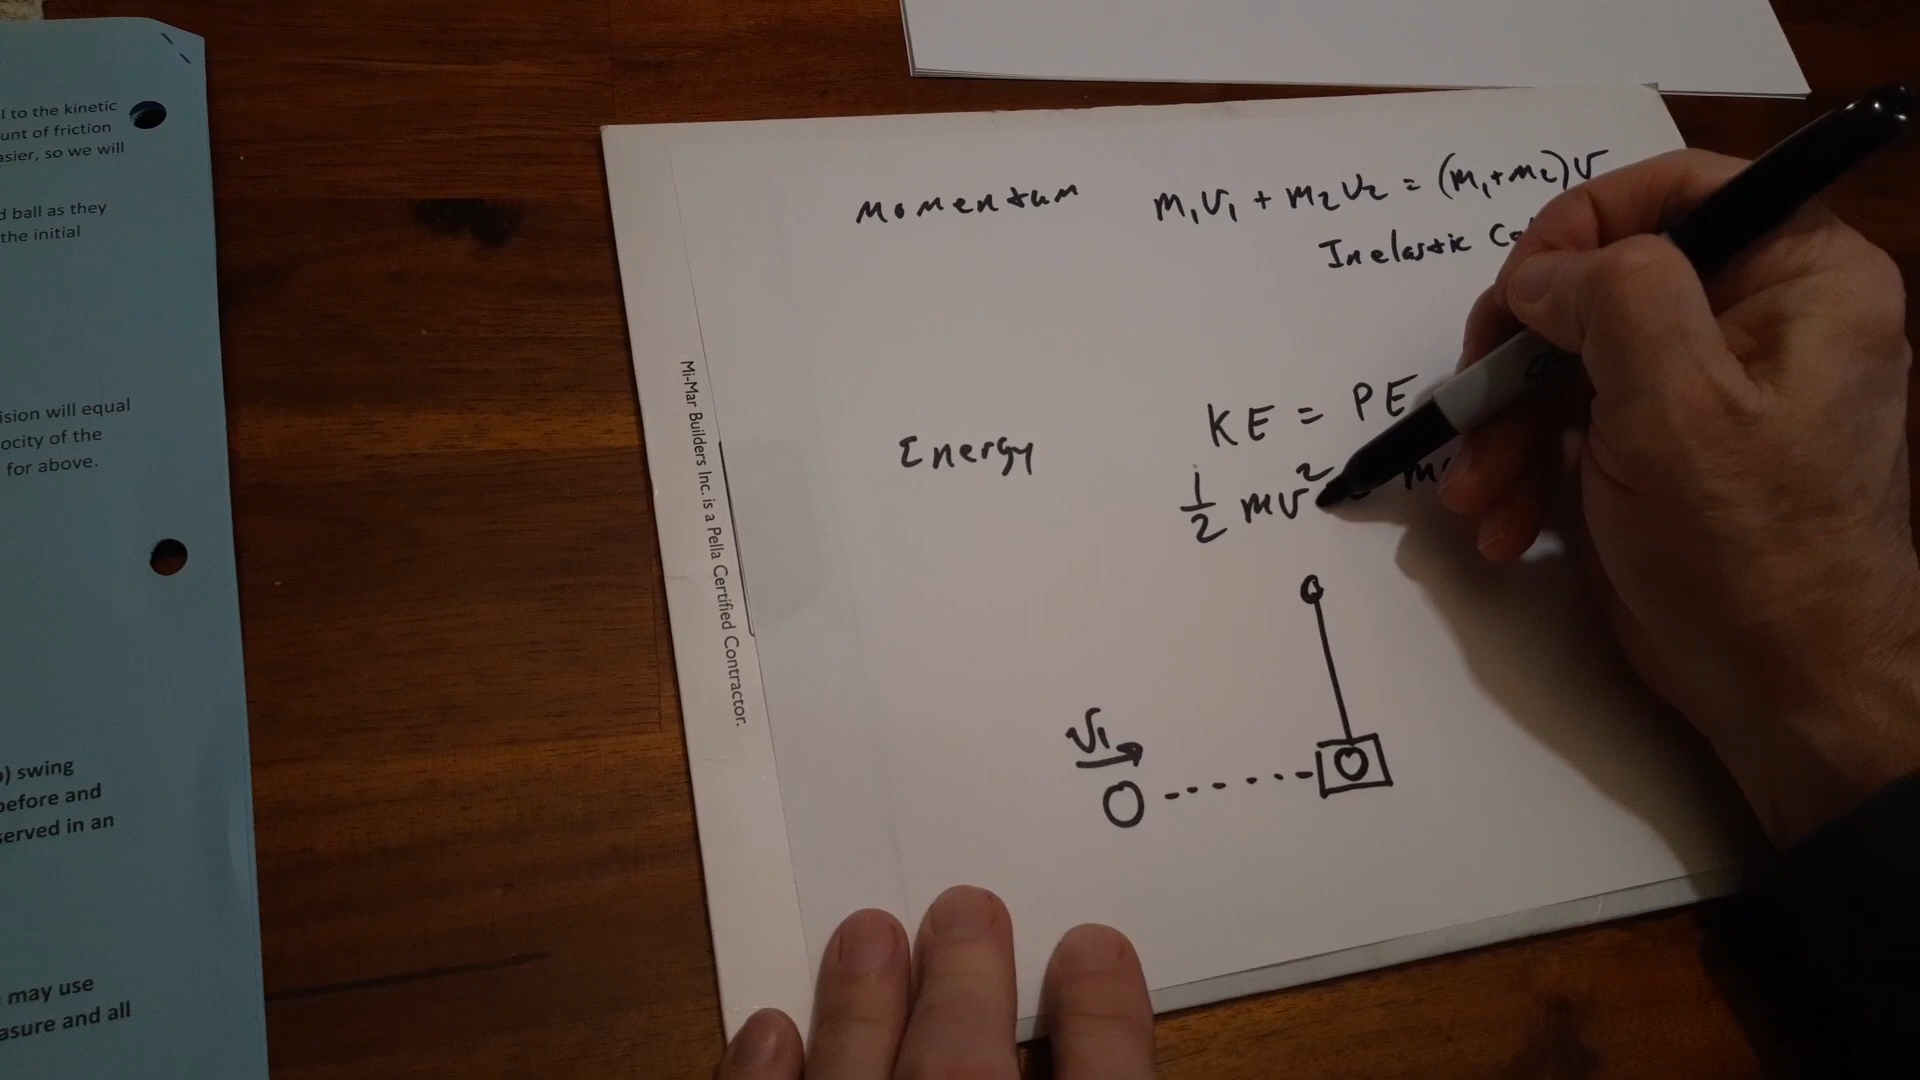 l to the kinetic
unt of friction
asier, so we will
d ball as they
the initial
ision will equal
ocity of the
for above.
) swing
before and
served in an
may use
asure and all
Mi-Mar Builders Inc. is a Pella Certified Contractor.
Momentum m₁v₁ + m₂v₂ = (m₁+m₂)v
Inelastic
Energy
KE = PE
½ mv² = m
v₁